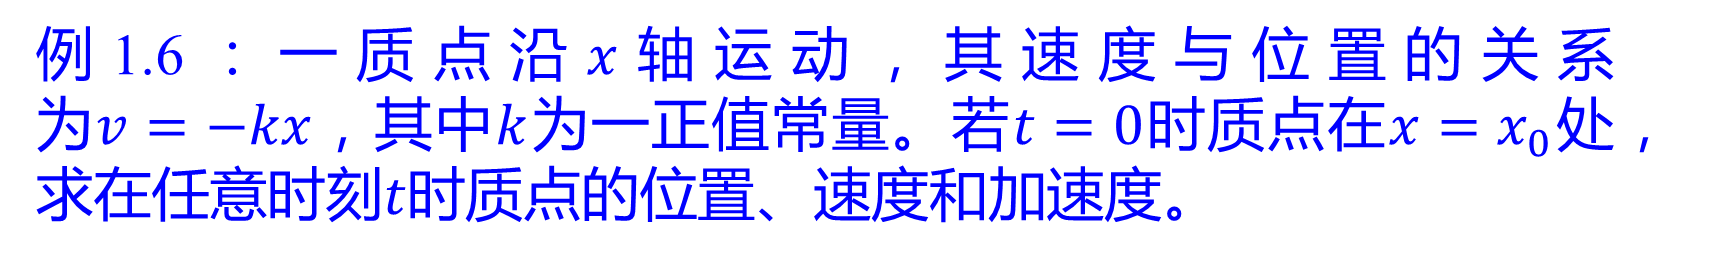 例 1.6 ：一质点沿 x 轴运动，其速度与位置的关系
为v = −kx，其中k为一正值常量。若t = 0时质点在x = x₀处，
求在任意时刻t时质点的位置、速度和加速度。